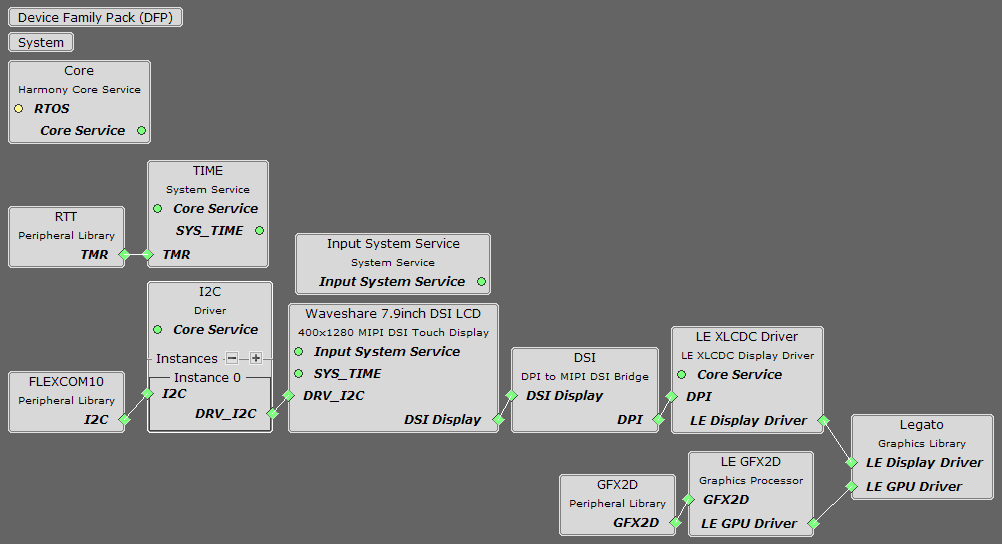 Device Family Pack (DFP)
System
Core
Harmony Core Service
RTOS
Core Service
TIME
System Service
Core Service
SYS_TIME
TMR
RTT
Peripheral Library
TMR
Input System Service
System Service
Input System Service
I2C
Driver
Core Service
Instances
Instance 0
I2C
DRV_I2C
FLEXCOM10
Peripheral Library
I2C
Waveshare 7.9inch DSI LCD
400x1280 MIPI DSI Touch Display
Input System Service
SYS_TIME
DRV_I2C
DSI Display
DSI
DPI to MIPI DSI Bridge
DSI Display
DPI
LE XLCDC Driver
LE XLCDC Display Driver
Core Service
DPI
LE Display Driver
Legato
Graphics Library
LE Display Driver
LE GPU Driver
LE GFX2D
Graphics Processor
GFX2D
LE GPU Driver
GFX2D
Peripheral Library
GFX2D